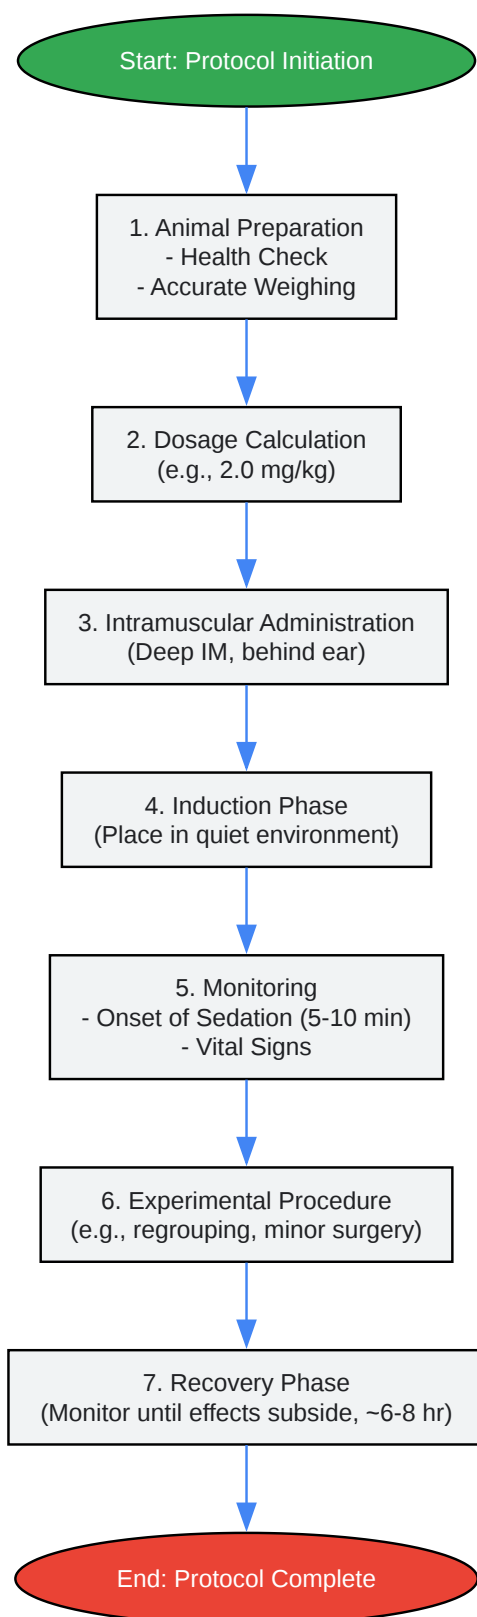 Start: Protocol Initiation
1. Animal Preparation
- Health Check
- Accurate Weighing
2. Dosage Calculation
(e.g., 2.0 mg/kg)
3. Intramuscular Administration
(Deep IM, behind ear)
4. Induction Phase
(Place in quiet environment)
5. Monitoring
- Onset of Sedation (5-10 min)
- Vital Signs
6. Experimental Procedure
(e.g., regrouping, minor surgery)
7. Recovery Phase
(Monitor until effects subside, ~6-8 hr)
End: Protocol Complete